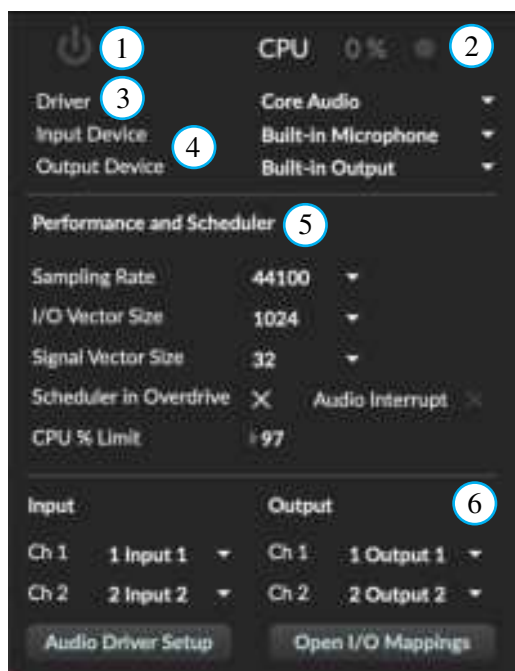 1 CPU 0 % 2
Driver 3 Core Audio
Input Device Built-in Microphone
4
Output Device Built-in Output
Performance and Scheduler 5
Sampling Rate 44100
I/O Vector Size 1024
Signal Vector Size 32
Scheduler in Overdrive Audio Interrupt
CPU % Limit 97
Input Output 6
Ch 1 1 Input 1 Ch 1 1 Output 1
Ch 2 2 Input 2 Ch 2 2 Output 2
Audio Driver Setup Open I/O Mappings